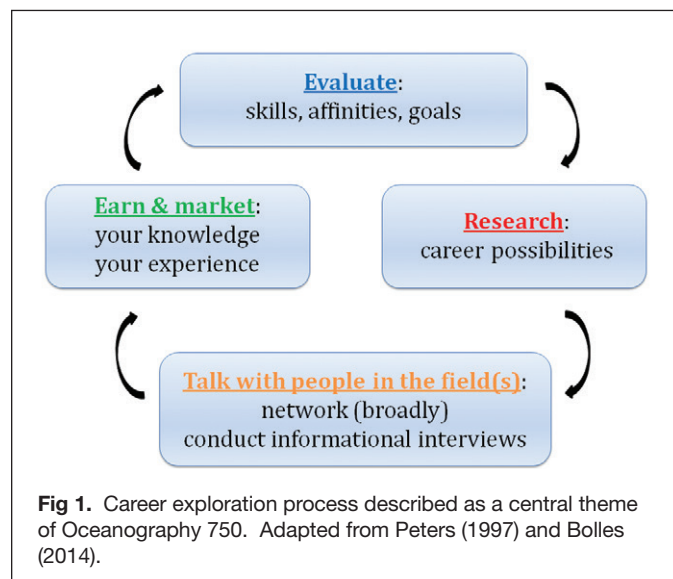 Evaluate:
skills, affinities, goals
Earn & market:
your knowledge
your experience
Research:
career possibilities
Talk with people in the field(s):
network (broadly)
conduct informational interviews
Fig 1. Career exploration process described as a central theme
of Oceanography 750. Adapted from Peters (1997) and Bolles
(2014).